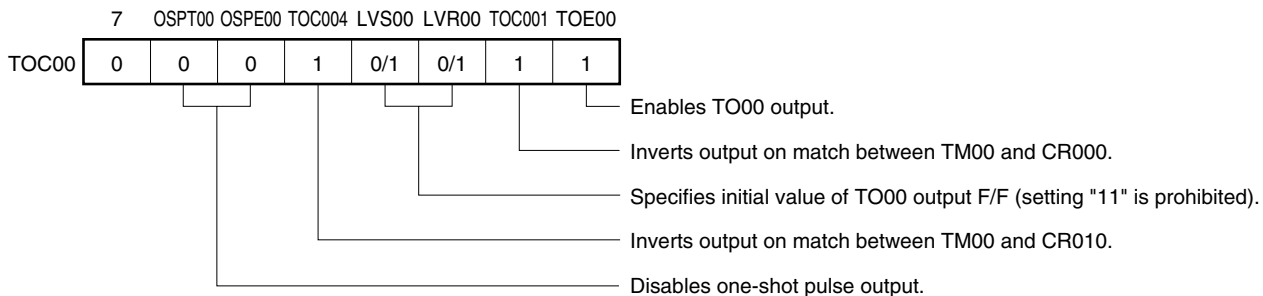 7 OSPT00 OSPE00 TOC004 LVS00 LVR00 TOC001 TOE00
TOC00 0 0 0 1 0/1 0/1 1 1
Enables TO00 output.
Inverts output on match between TM00 and CR000.
Specifies initial value of TO00 output F/F (setting "11" is prohibited).
Inverts output on match between TM00 and CR010.
Disables one-shot pulse output.